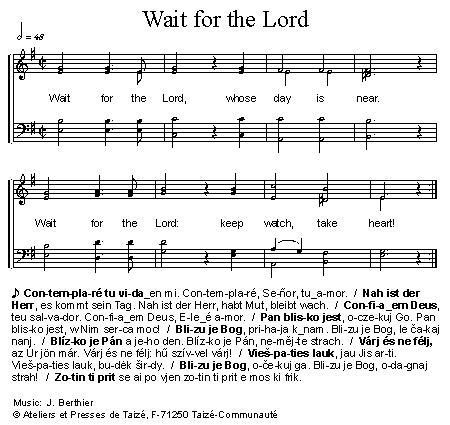 Wait for the Lord
= 48
Wait for the Lord, whose day is near.
Wait for the Lord: keep watch, take heart!
♪ Con-tem-pla-ré tu vi-da_en mi. Con-tem-pla-ré, Se-ñor, tu_a-mor. / Nah ist der
Herr, es kommt sein Tag. Nah ist der Herr, habt Mut, bleibt wach. / Con-fi-a_em Deus,
teu sal-va-dor. Con-fi-a_em Deus, E-le_é a-mor. / Pan blis-ko jest, o-cze-kuj Go. Pan
blis-ko jest, w Nim ser-ca moc! / Bli-zu je Bog, pri-ha-ja k_nam. Bli-zu je Bog, le ča-kaj
nanj. / Blíz-ko je Pán a je-ho den. Blíz-ko je Pán, ne-měj-te strach. / Várj és ne félj,
az Úr jön már. Várj és ne félj: hű szív-vel várj! / Vieš-pa-ties lauk, jau Jis ar-ti.
Vieš-pa-ties lauk, bu-dėk šir-dy. / Bli-zu je Bog, o-če-kuj ga. Bli-zu je Bog, o-da-gnaj
strah! / Zo-tin ti prit se ai po vjen zo-tin ti prit e mos ki frik.
Music: J. Berthier
© Ateliers et Presses de Taizé, F-71250 Taizé-Communauté